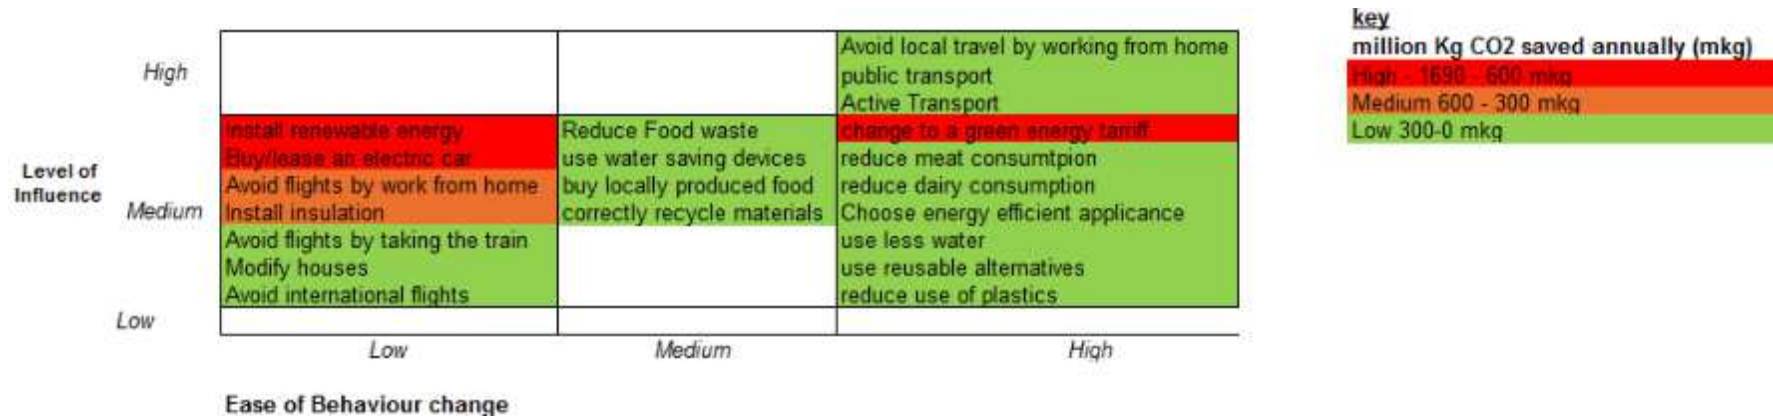 High
Avoid local travel by working from home
public transport
Active Transport
Level of
Influence
Medium
Install renewable energy
Buy/lease an electric car
Avoid flights by work from home
Install insulation
Avoid flights by taking the train
Modify houses
Avoid international flights
Reduce Food waste
use water saving devices
buy locally produced food
correctly recycle materials
change to a green energy tarriff
reduce meat consumtpion
reduce dairy consumption
Choose energy efficient applicance
use less water
use reusable alternatives
reduce use of plastics
Low
Low
Medium
High
Ease of Behaviour change
key
million Kg CO2 saved annually (mkg)
High - 1690 - 600 mkg
Medium 600 - 300 mkg
Low 300-0 mkg